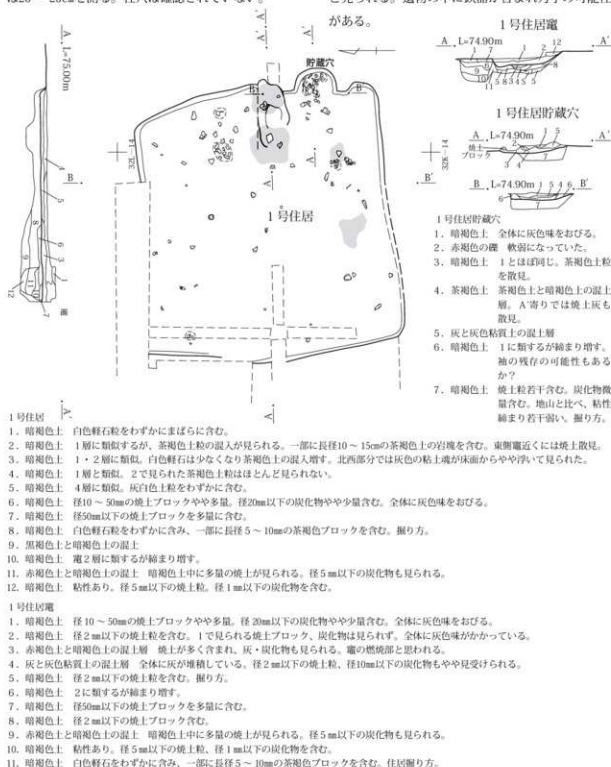 と見られる。遺物の中に鉄器が含まれ刀子の可能性
がある。
A . L=75.00m
A'
B
B'
貯蔵穴
32K-14
32L-14
1号住居
竈
1号住居竈
A . L=74.90m A'
1号住居貯蔵穴
A . L=74.90m A'
焼土
ブロック
B . L=74.90m B'
1号住居貯蔵穴
1. 暗褐色土 全体に灰色味をおびる。
2. 赤褐色の礫 軟弱になっていた。
3. 暗褐色土 1とほぼ同じ。茶褐色土粒
を散見。
4. 茶褐色土 茶褐色土と暗褐色土の混土
層。A'寄りでは焼土灰も
散見。
5. 灰と灰色粘質土の混土層
6. 暗褐色土 1に類するが締まり増す。
袖の残存の可能性もある
か?
7. 暗褐色土 焼土粒若干含む。炭化物微
量含む。地山と比べ、粘性
締まり若干弱い。掘り方。
1号住居
1. 暗褐色土 白色軽石粒をわずかにまばらに含む。
2. 暗褐色土 1層に類似するが、茶褐色土粒の混入が見られる。一部に長径10～15cmの茶褐色土の岩塊を含む。東側竈近くには焼土散見。
3. 暗褐色土 1・2層に類似。白色軽石は少なくなり茶褐色土の混入増す。北西部分では灰色の粘土魂が床面からやや浮いて見られた。
4. 暗褐色土 1層と類似。2で見られた茶褐色土粒はほとんど見られない。
5. 暗褐色土 4層に類似。灰白色土粒をわずかに含む。
6. 暗褐色土 径10～50㎜の焼土ブロックやや多量。径20㎜以下の炭化物やや少量含む。全体に灰色味をおびる。
7. 暗褐色土 径50㎜以下の焼土ブロックを多量に含む。
8. 暗褐色土 白色軽石粒をわずかに含み、一部に長径5～10㎜の茶褐色ブロックを含む。掘り方。
9. 黒褐色土と暗褐色土の混土
10. 暗褐色土 竈2層に類するが締まり増す。
11. 赤褐色土と暗褐色土の混土 暗褐色土中に多量の焼土が見られる。径5㎜以下の炭化物も見られる。
12. 暗褐色土 粘性あり。径5㎜以下の焼土粒。径1㎜以下の炭化物を含む。
1号住居竈
1. 暗褐色土 径10～50㎜の焼土ブロックやや多量。径20㎜以下の炭化物やや少量含む。全体に灰色味をおびる。
2. 暗褐色土 径2㎜以下の焼土粒を含む。1で見られる焼土ブロック、炭化物は見られず。全体に灰色味がかかっている。
3. 赤褐色土と暗褐色土の混土層 焼土が多く含まれ、灰・炭化物も見られる。竈の燃焼部と思われる。
4. 灰と灰色粘質土の混土層 全体に灰が堆積している。径2㎜以下の焼土粒、径10㎜以下の炭化物もやや見受けられる。
5. 暗褐色土 径2㎜以下の焼土粒を含む。掘り方。
6. 暗褐色土 2に類するが締まり増す。
7. 暗褐色土 径50㎜以下の焼土ブロックを多量に含む。
8. 暗褐色土 径2㎜以下の焼土ブロック含む。
9. 赤褐色土と暗褐色土の混土 暗褐色土中に多量の焼土が見られる。径5㎜以下の炭化物も見られる。
10. 暗褐色土 粘性あり。径5㎜以下の焼土粒、径1㎜以下の炭化物を含む。
11. 暗褐色土 白色軽石をわずかに含み、一部に長径5～10㎜の茶褐色ブロックを含む。住居掘り方。